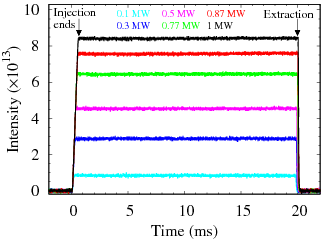 10
8
6
4
2
0
Intensity (×10¹³)
Injection
ends
0.1 MW 0.5 MW 0.87 MW
0.3 MW 0.77 MW 1 MW
Extraction
0 5 10 15 20
Time (ms)